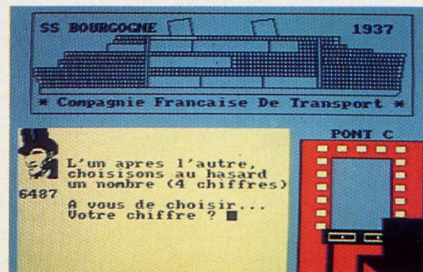 SS BOURGOGNE 1937
* Compagnie Francaise De Transport *
PONT C
L'un apres l'autre,
choisisons au hasard
un nombre (4 chiffres)
6487
A vous de choisir...
Votre chiffre ?